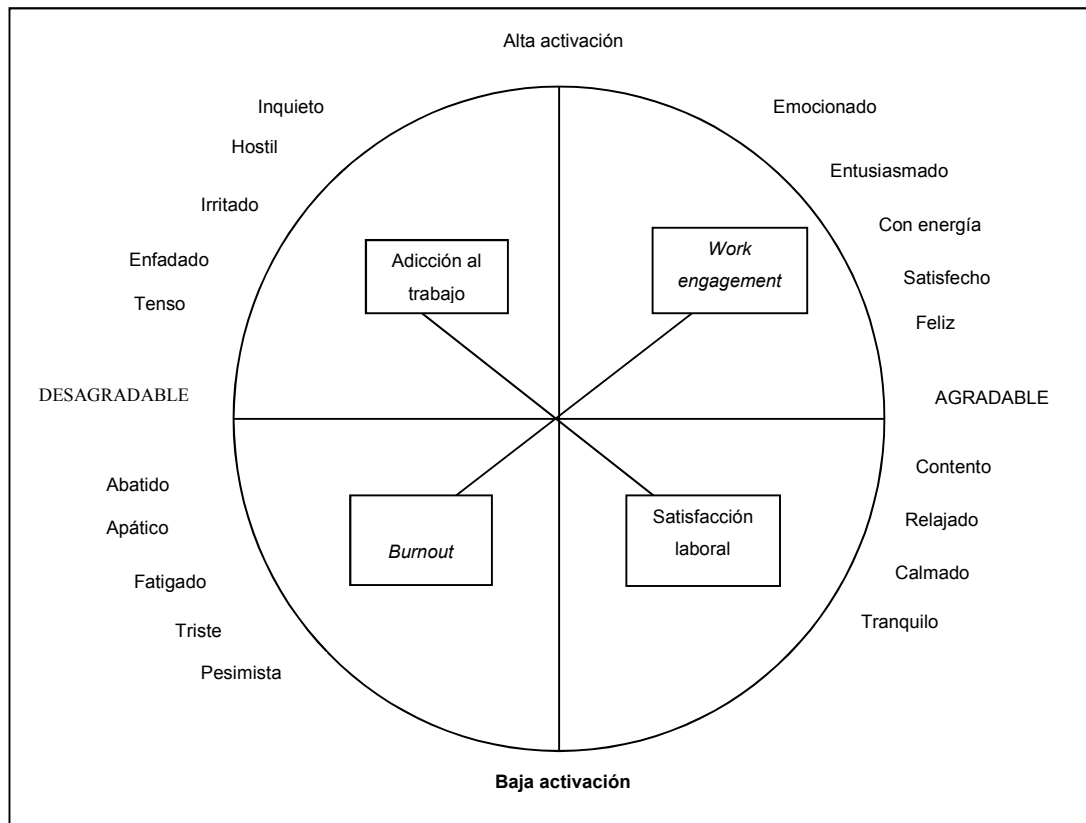 Alta activación
Inquieto
Emocionado
Hostil
Entusiasmado
Irritado
Con energía
Enfadado
Adicción al
trabajo
Work
engagement
Satisfecho
Tenso
Feliz
DESAGRADABLE
AGRADABLE
Abatido
Contento
Apático
Burnout
Satisfacción
laboral
Relajado
Fatigado
Calmado
Triste
Tranquilo
Pesimista
Baja activación